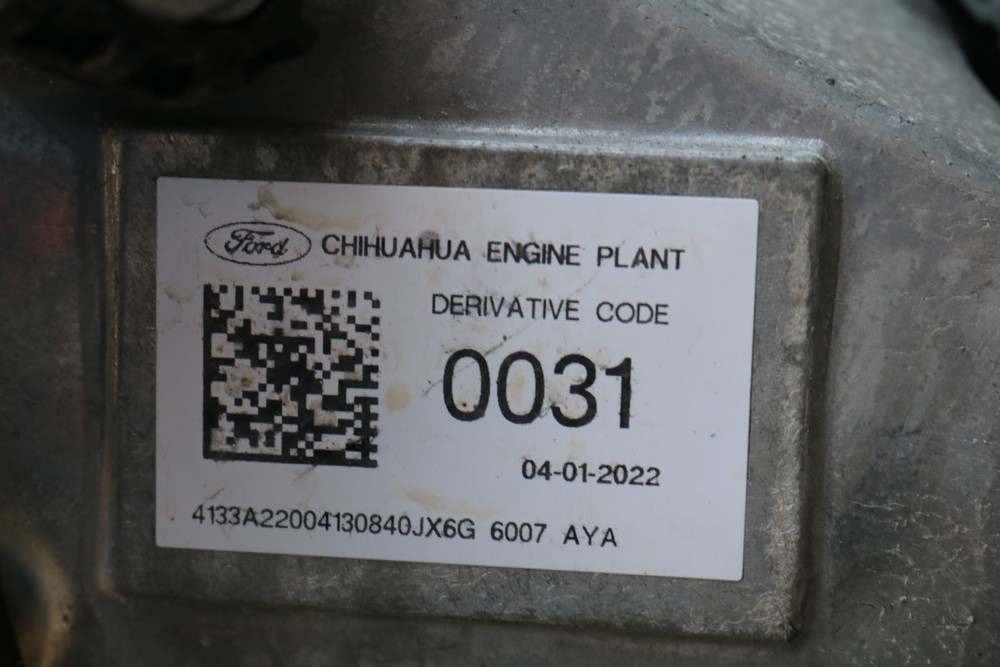 Ford CHIHUAHUA ENGINE PLANT
DERIVATIVE CODE
0031
04-01-2022
4133A22004130840JX6G 6007 AYA